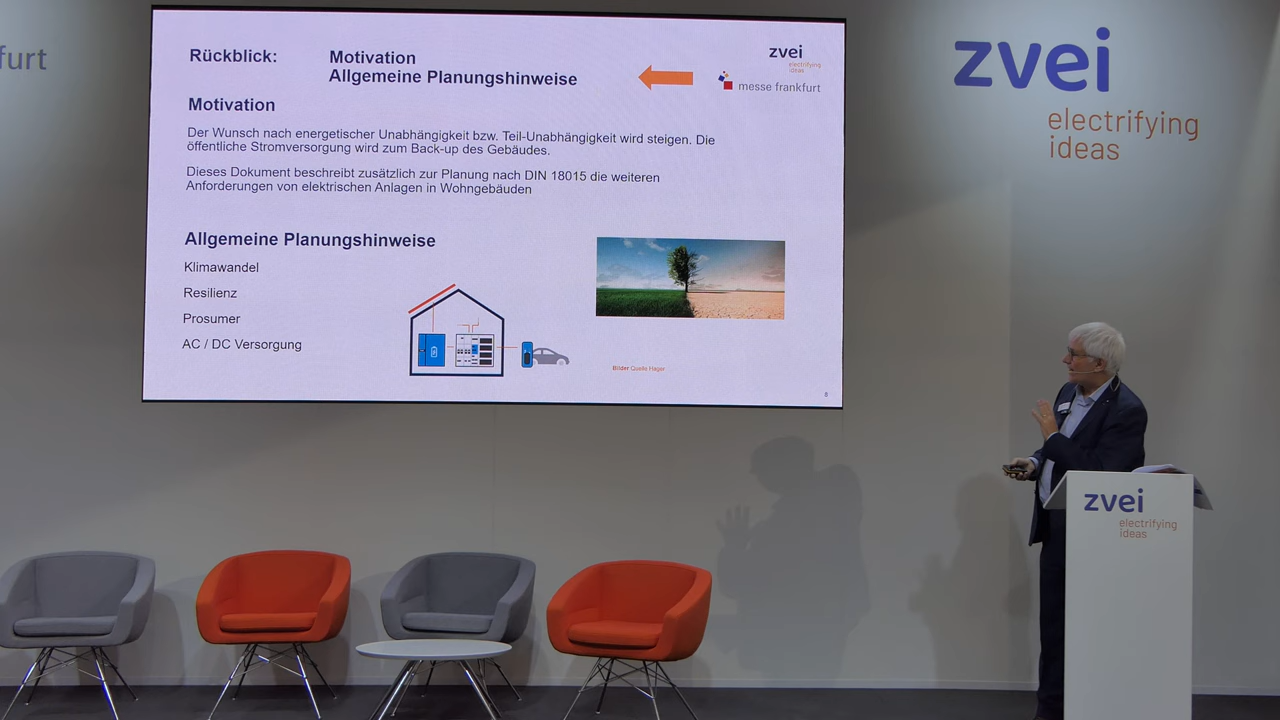 furt
Rückblick:
Motivation
Allgemeine Planungshinweise
zvei
electrifying
ideas
messe frankfurt
Motivation
Der Wunsch nach energetischer Unabhängigkeit bzw. Teil-Unabhängigkeit wird steigen. Die
öffentliche Stromversorgung wird zum Back-up des Gebäudes.
Dieses Dokument beschreibt zusätzlich zur Planung nach DIN 18015 die weiteren
Anforderungen von elektrischen Anlagen in Wohngebäuden
Allgemeine Planungshinweise
Klimawandel
Resilienz
Prosumer
AC / DC Versorgung
Bilder Quelle Hager
8
zvei
electrifying
ideas
zvei
electrifying
ideas